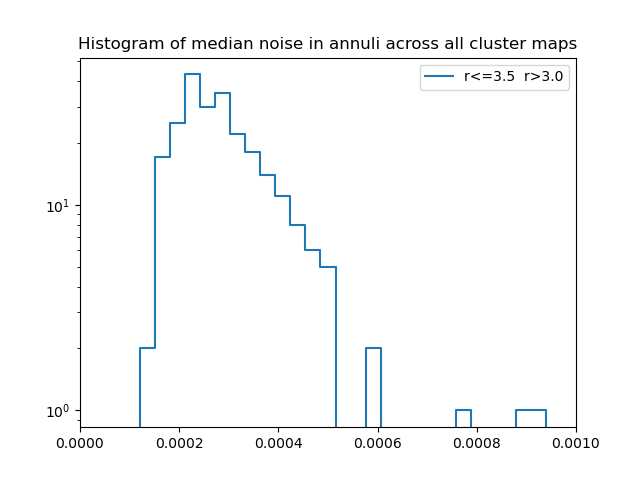 Histogram of median noise in annuli across all cluster maps
r<=3.5  r>3.0
10¹
10⁰
0.0000 0.0002 0.0004 0.0006 0.0008 0.0010